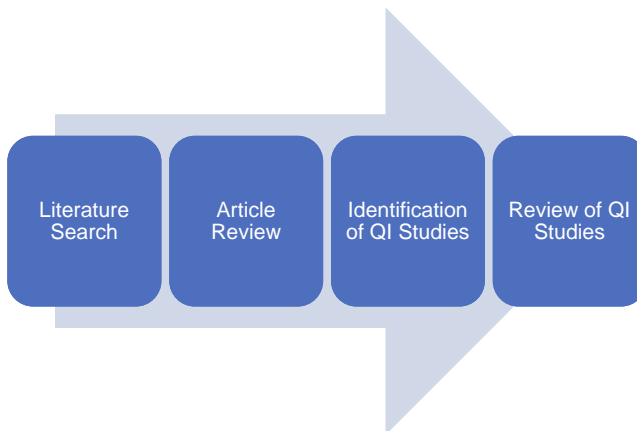 Literature
Search
Article
Review
Identification
of QI Studies
Review of QI
Studies